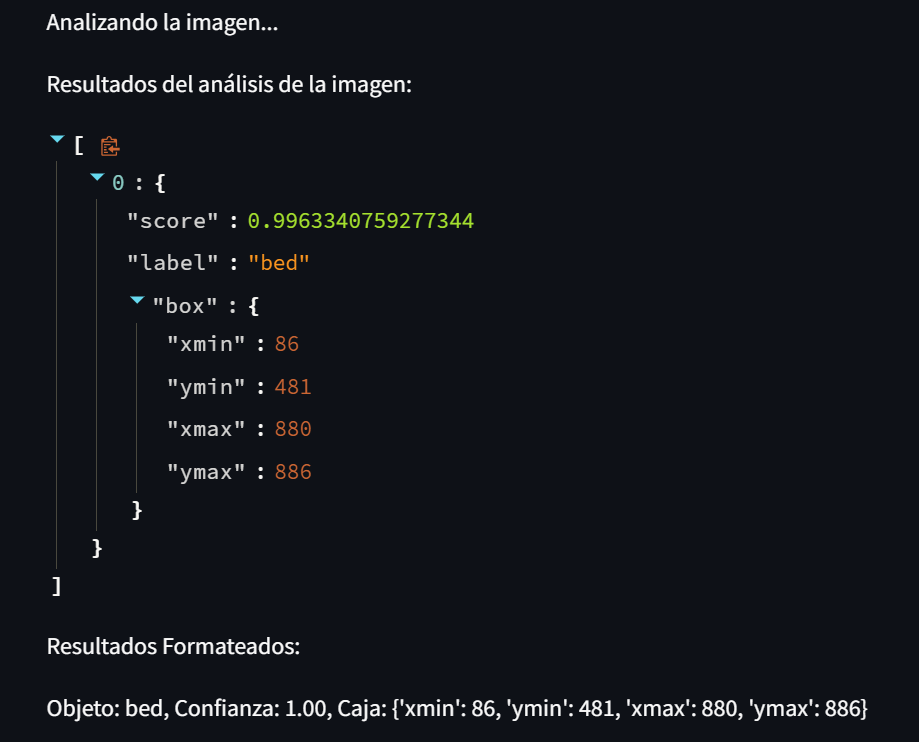 Analizando la imagen...
Resultados del análisis de la imagen:
[
0 : {
"score" : 0.9963340759277344
"label" : "bed"
"box" : {
"xmin" : 86
"ymin" : 481
"xmax" : 880
"ymax" : 886
}
}
]
Resultados Formateados:
Objeto: bed, Confianza: 1.00, Caja: {'xmin': 86, 'ymin': 481, 'xmax': 880, 'ymax': 886}